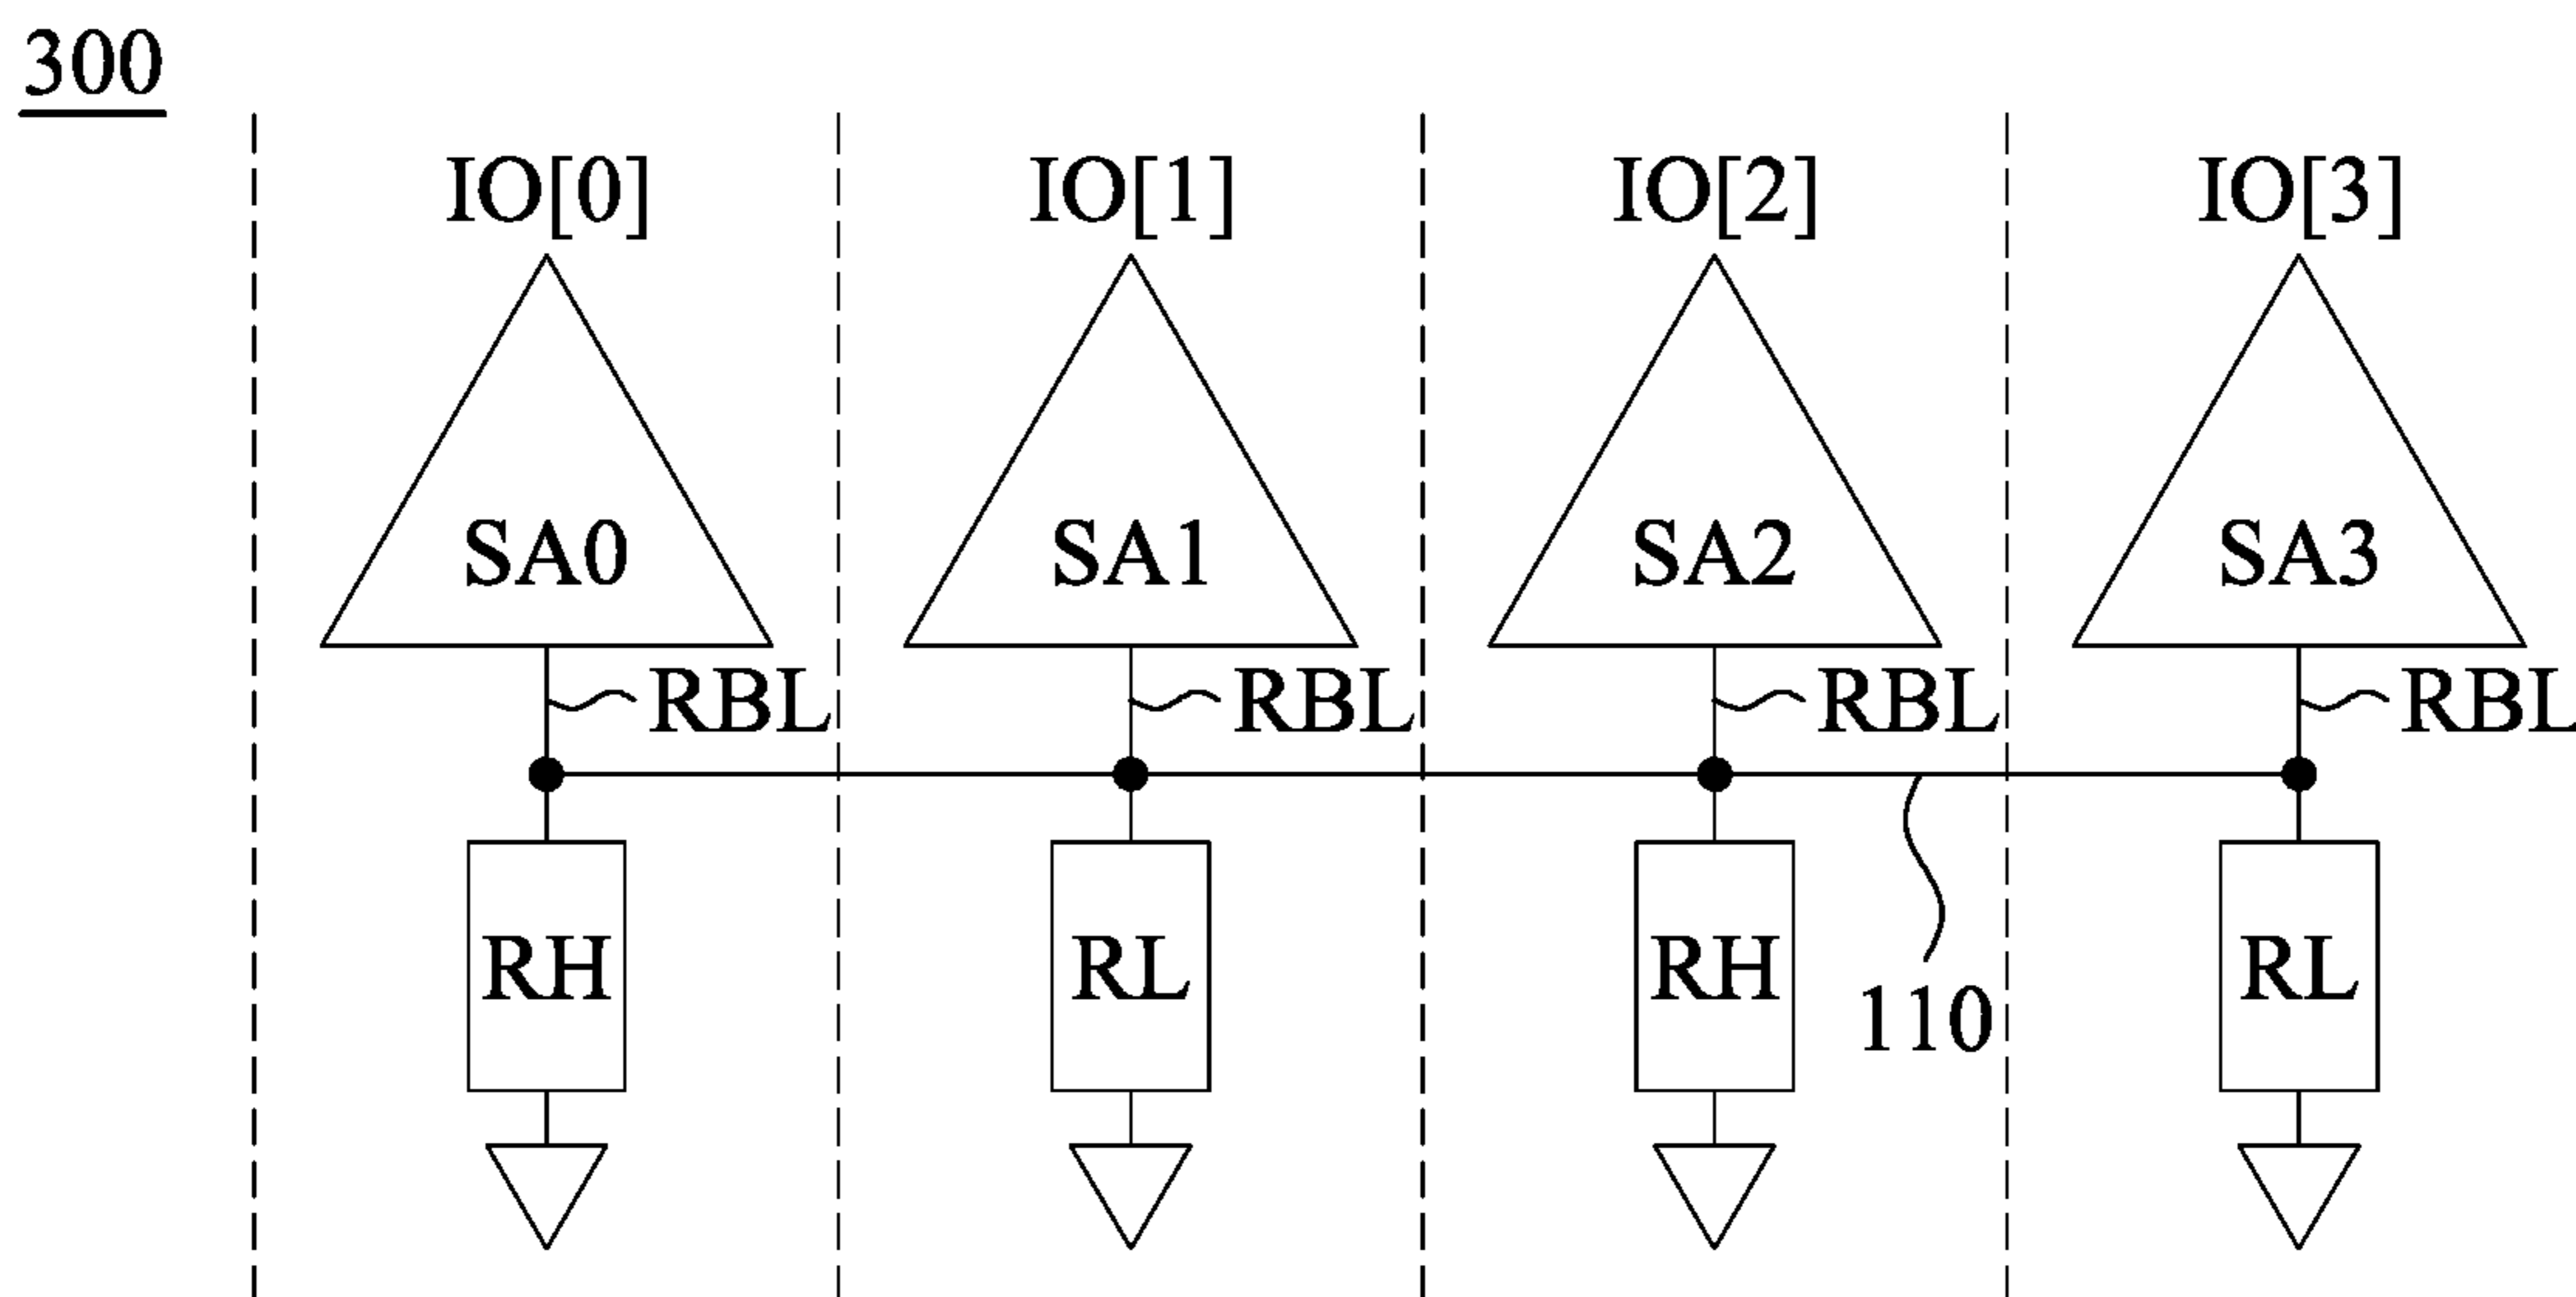 300
IO[0] IO[1] IO[2] IO[3]
SA0 SA1 SA2 SA3
RBL RBL RBL RBL
RH RL RH RL
110